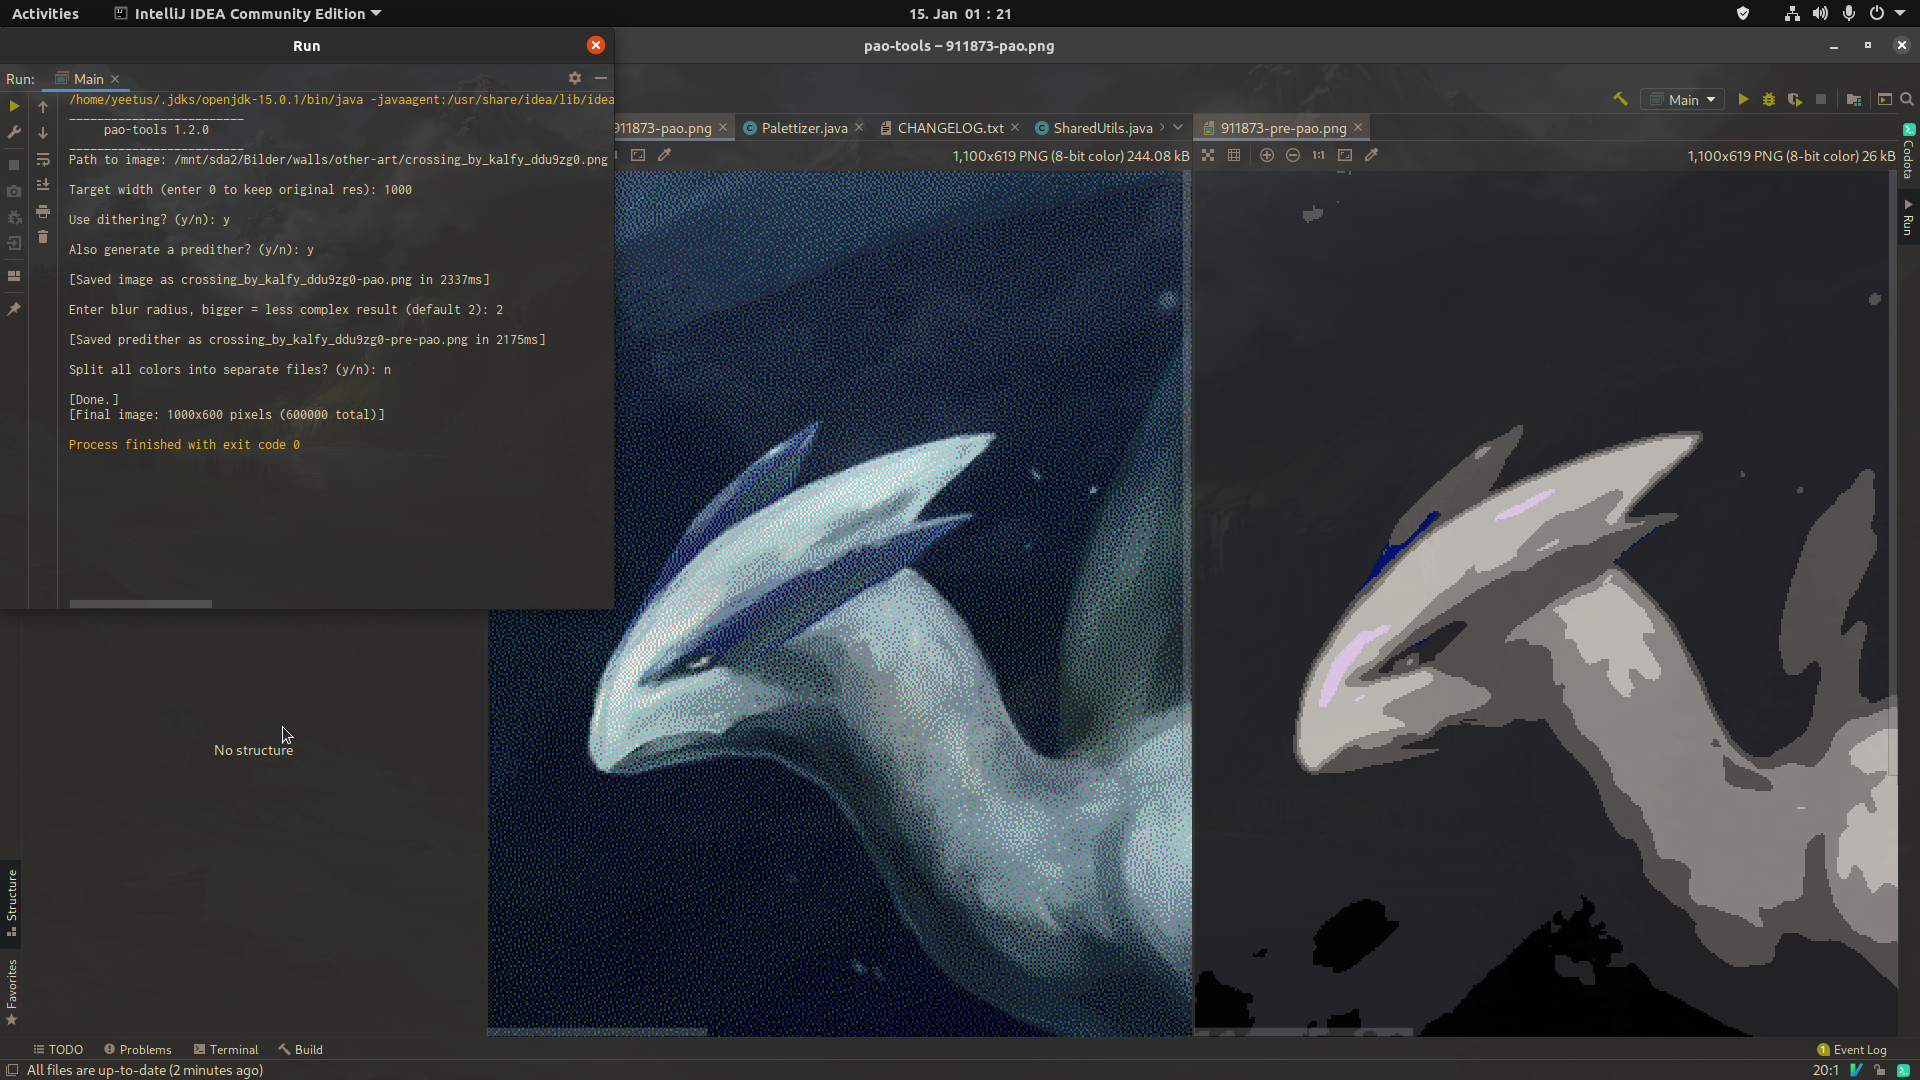 Activities
IntelliJ IDEA Community Edition
15. Jan 01 : 21
Run
pao-tools – 911873-pao.png
Run:
Main
/home/yeetus/.jdks/openjdk-15.0.1/bin/java -javaagent:/usr/share/idea/lib/idea
_________________________
pao-tools 1.2.0
_________________________
Path to image: /mnt/sda2/Bilder/walls/other-art/crossing_by_kalfy_ddu9zg0.png
Target width (enter 0 to keep original res): 1000
Use dithering? (y/n): y
Also generate a predither? (y/n): y
[Saved image as crossing_by_kalfy_ddu9zg0-pao.png in 2337ms]
Enter blur radius, bigger = less complex result (default 2): 2
[Saved predither as crossing_by_kalfy_ddu9zg0-pre-pao.png in 2175ms]
Split all colors into separate files? (y/n): n
[Done.]
[Final image: 1000x600 pixels (600000 total)]
Process finished with exit code 0
Main
911873-pao.png
Palettizer.java
CHANGELOG.txt
SharedUtils.java
911873-pre-pao.png
1,100x619 PNG (8-bit color) 244.08 kB
1:1
1,100x619 PNG (8-bit color) 26 kB
Codota
Run
No structure
Structure
Favorites
TODO
Problems
Terminal
Build
1 Event Log
All files are up-to-date (2 minutes ago)
20:1